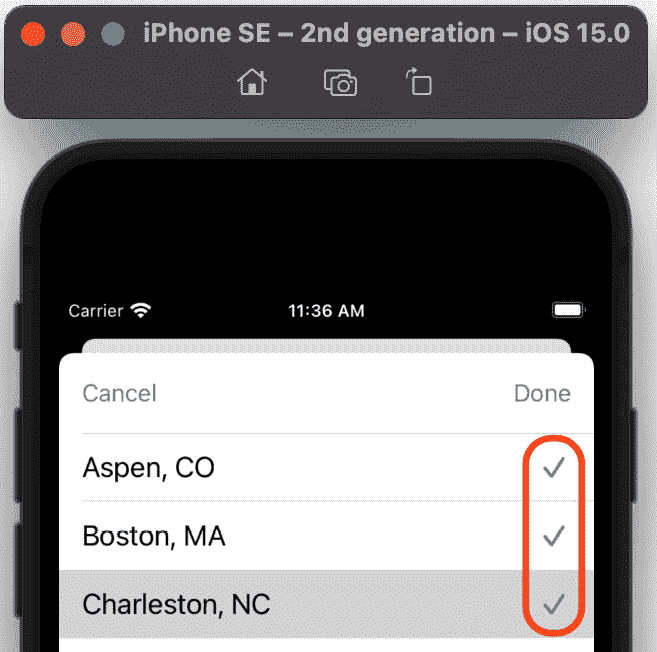 iPhone SE – 2nd generation – iOS 15.0
Carrier 11:36 AM
Cancel Done
Aspen, CO
Boston, MA
Charleston, NC